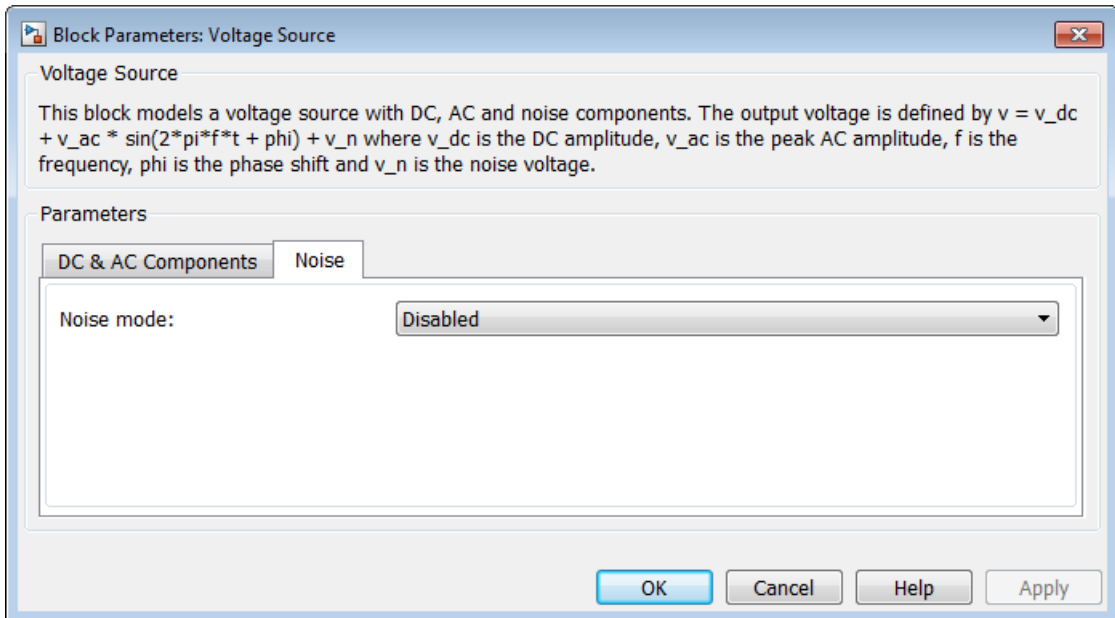 Block Parameters: Voltage Source
Voltage Source
This block models a voltage source with DC, AC and noise components. The output voltage is defined by v = v_dc
+ v_ac * sin(2*pi*f*t + phi) + v_n where v_dc is the DC amplitude, v_ac is the peak AC amplitude, f is the
frequency, phi is the phase shift and v_n is the noise voltage.
Parameters
DC & AC Components Noise
Noise mode: Disabled
OK Cancel Help Apply